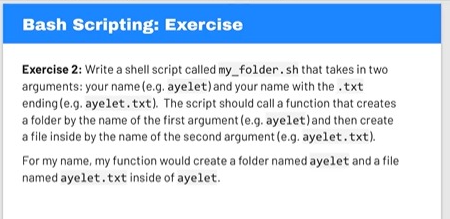 Bash Scripting: Exercise
Exercise 2: Write a shell script called my_folder.sh that takes in two
arguments: your name (e.g. ayelet) and your name with the .txt
ending (e.g. ayelet.txt). The script should call a function that creates
a folder by the name of the first argument (e.g. ayelet) and then create
a file inside by the name of the second argument (e.g. ayelet.txt).
For my name, my function would create a folder named ayelet and a file
named ayelet.txt inside of ayelet.